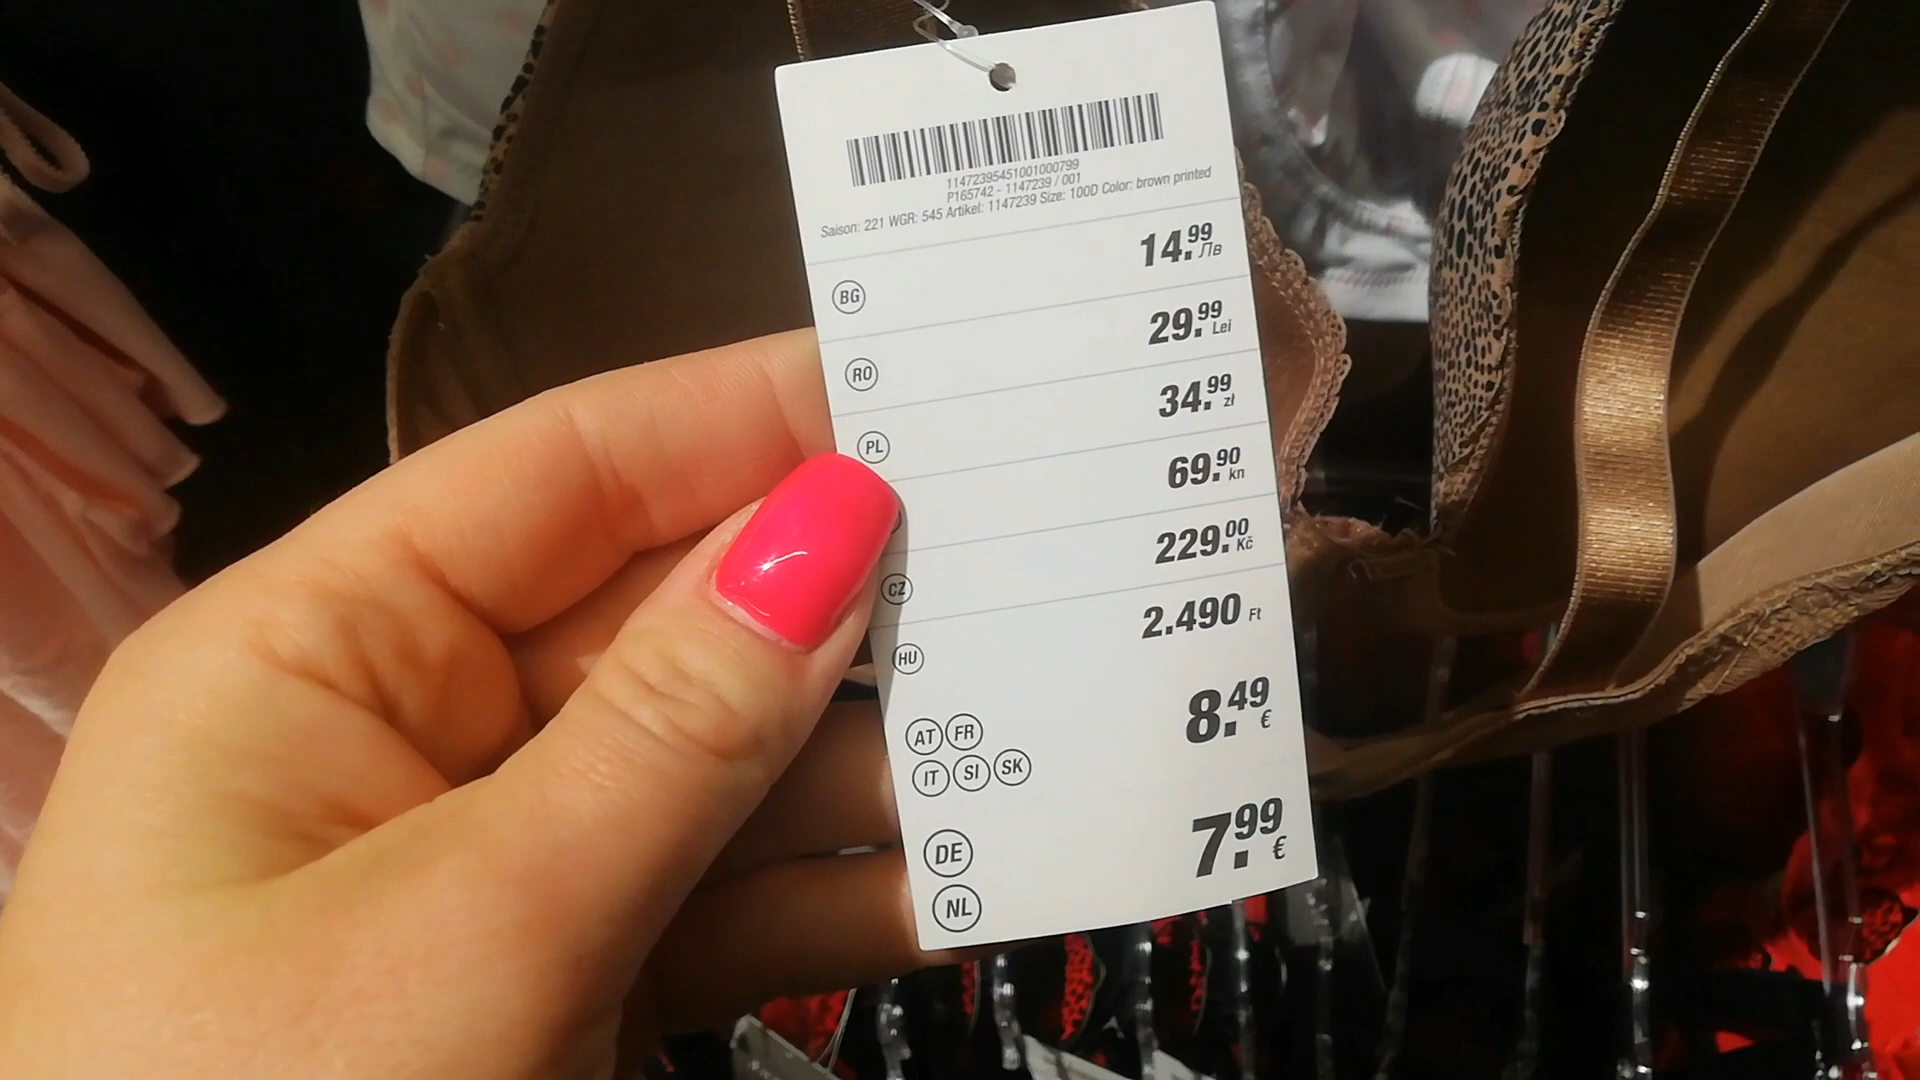 11472395451001000799
P165742 - 1147239 / 001
Saison: 221 WGR: 545 Artikel: 1147239 Size: 100D Color: brown printed
BG 14.99 Лв
RO 29.99 Lei
PL 34.99 zł
69.90 kn
CZ 229.00 Kč
HU 2.490 Ft
AT FR 8.49 €
IT SI SK
DE 7.99 €
NL